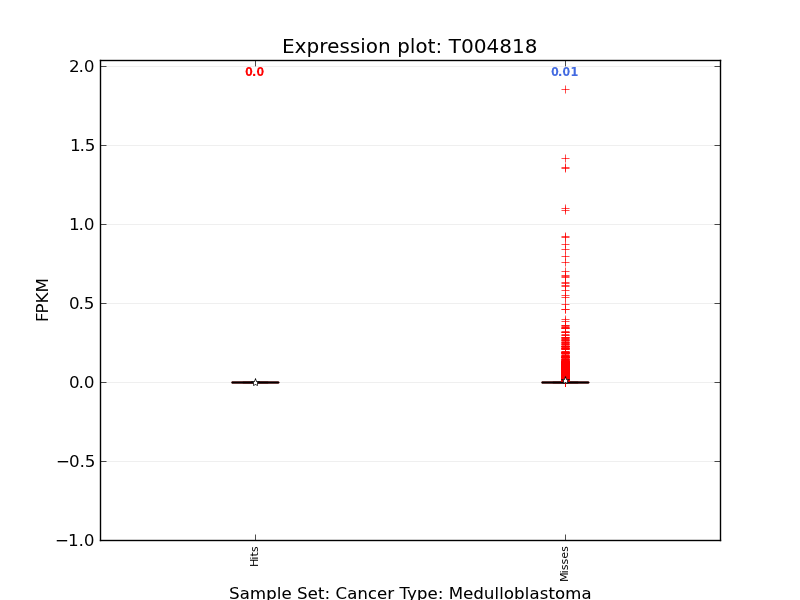 Expression plot: T004818
0.0
0.01
2.0
1.5
1.0
0.5
0.0
−0.5
−1.0
FPKM
Hits
Misses
Sample Set: Cancer Type: Medulloblastoma